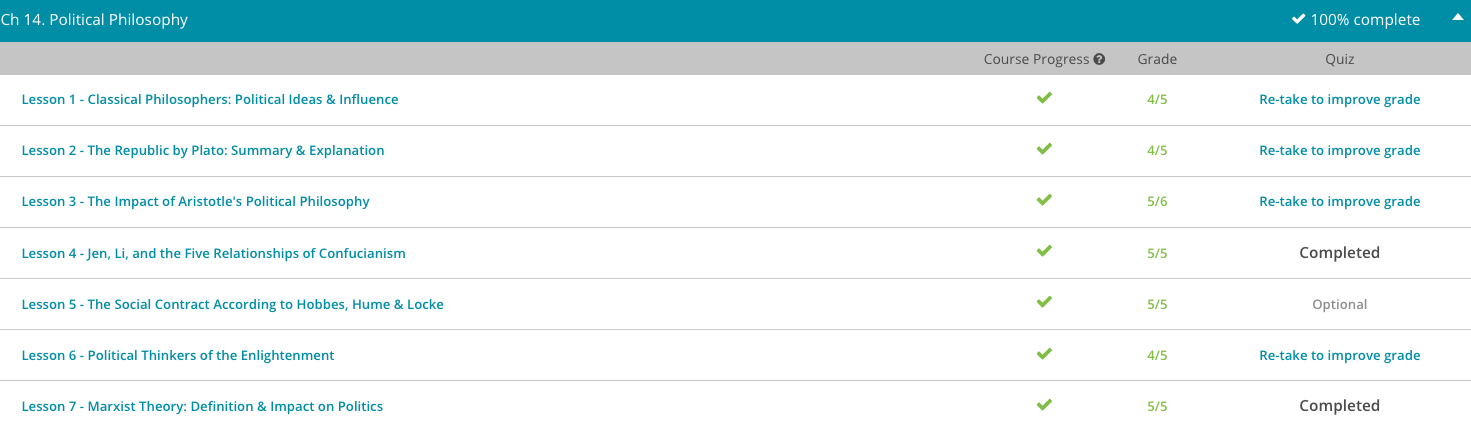 Ch 14. Political Philosophy 100% complete
Course Progress Grade Quiz
Lesson 1 - Classical Philosophers: Political Ideas & Influence 4/5 Re-take to improve grade
Lesson 2 - The Republic by Plato: Summary & Explanation 4/5 Re-take to improve grade
Lesson 3 - The Impact of Aristotle's Political Philosophy 5/6 Re-take to improve grade
Lesson 4 - Jen, Li, and the Five Relationships of Confucianism 5/5 Completed
Lesson 5 - The Social Contract According to Hobbes, Hume & Locke 5/5 Optional
Lesson 6 - Political Thinkers of the Enlightenment 4/5 Re-take to improve grade
Lesson 7 - Marxist Theory: Definition & Impact on Politics 5/5 Completed